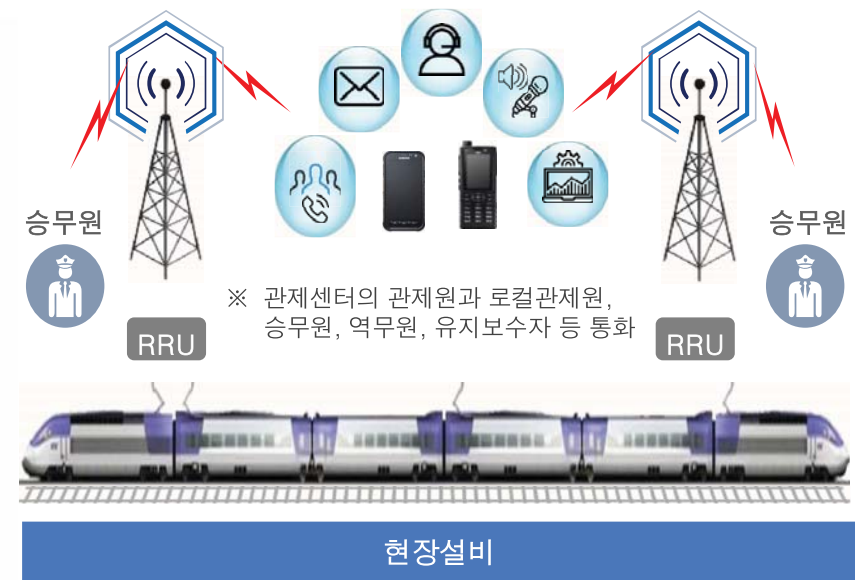 승무원
승무원
※ 관제센터의 관제원과 로컬관제원,
승무원, 역무원, 유지보수자 등 통화
RRU
RRU
현장설비